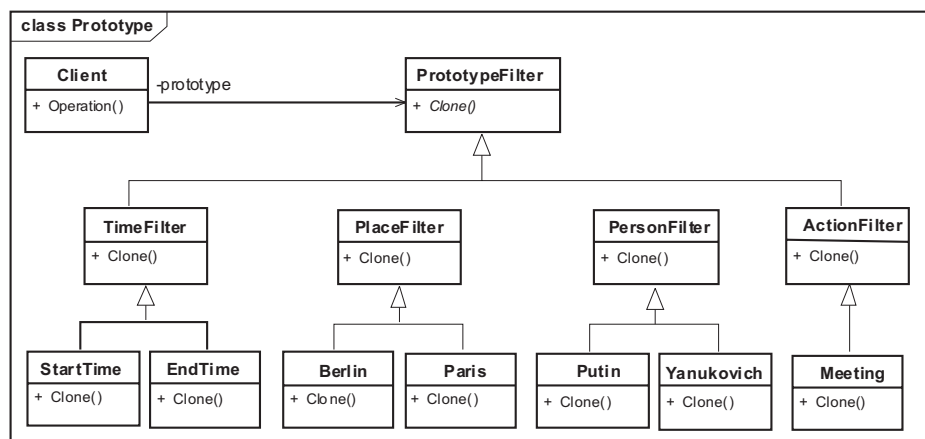 class Prototype
Client
+ Operation()
-prototype
PrototypeFilter
+ Clone()
TimeFilter
+ Clone()
PlaceFilter
+ Clone()
PersonFilter
+ Clone()
ActionFilter
+ Clone()
StartTime
+ Clone()
EndTime
+ Clone()
Berlin
+ Clone()
Paris
+ Clone()
Putin
+ Clone()
Yanukovich
+ Clone()
Meeting
+ Clone()